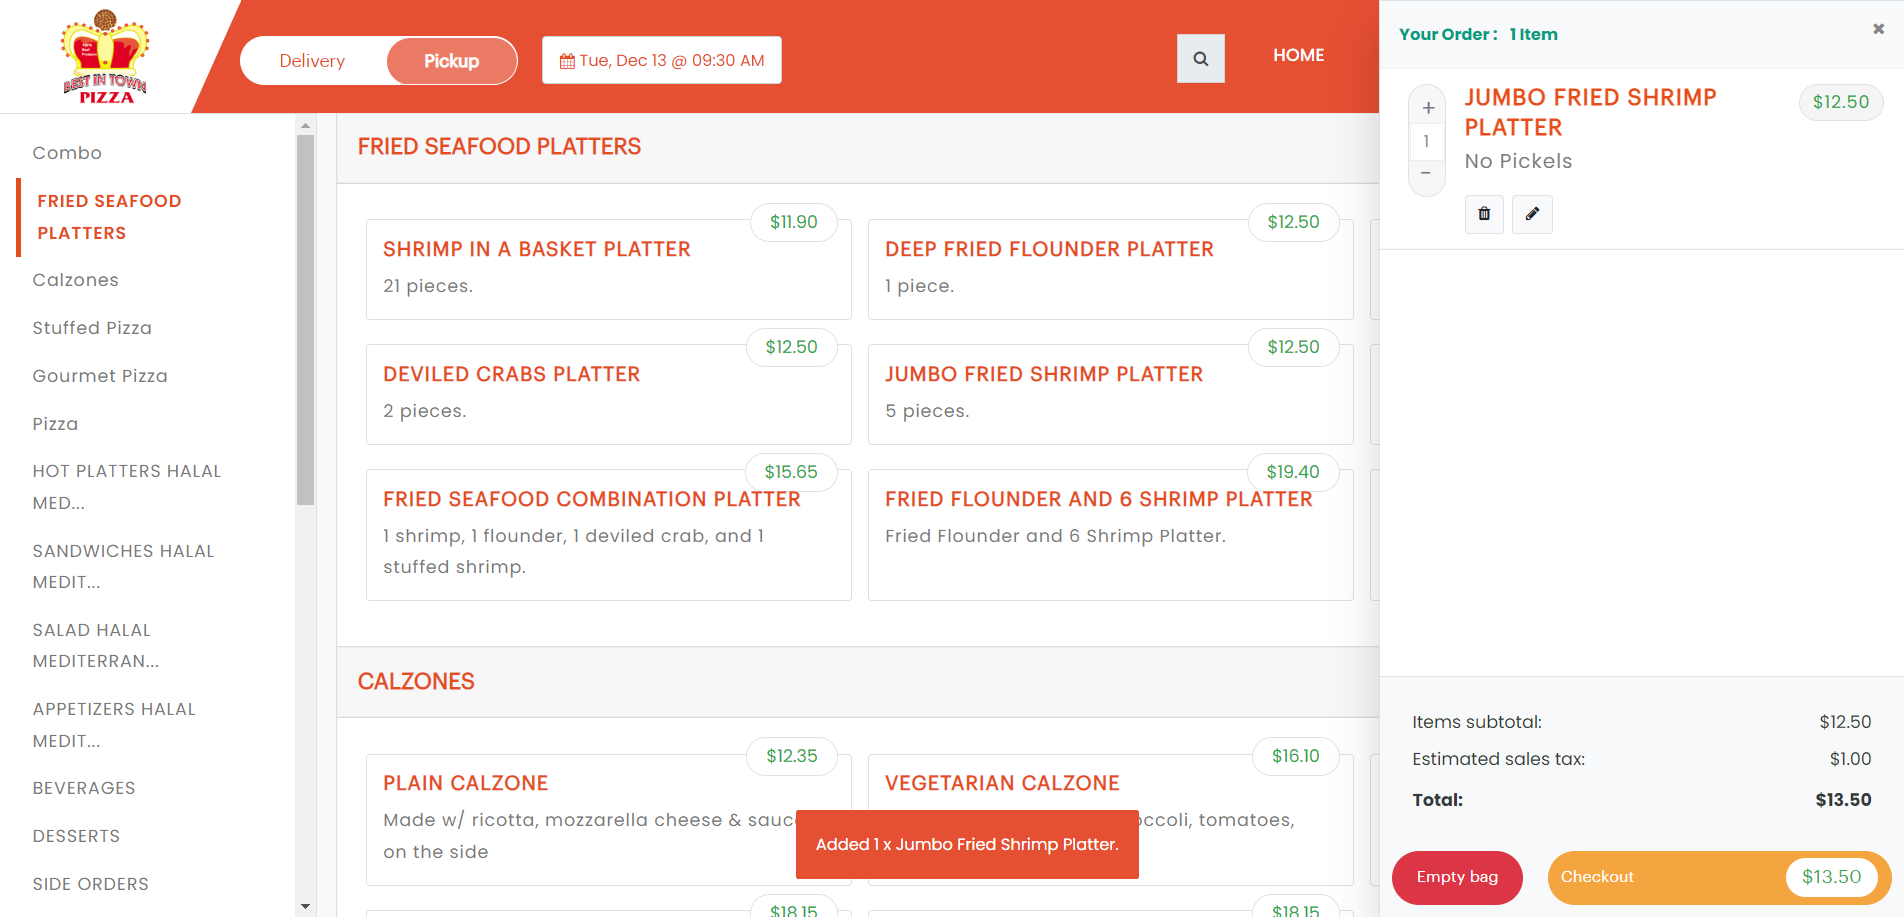 BEST IN TOWN
PIZZA
Delivery
Pickup
Tue, Dec 13 @ 09:30 AM
HOME
Combo
FRIED SEAFOOD
PLATTERS
Calzones
Stuffed Pizza
Gourmet Pizza
Pizza
HOT PLATTERS HALAL
MED...
SANDWICHES HALAL
MEDIT...
SALAD HALAL
MEDITERRAN...
APPETIZERS HALAL
MEDIT...
BEVERAGES
DESSERTS
SIDE ORDERS
FRIED SEAFOOD PLATTERS
$11.90
SHRIMP IN A BASKET PLATTER
21 pieces.
$12.50
DEEP FRIED FLOUNDER PLATTER
1 piece.
$12.50
DEVILED CRABS PLATTER
2 pieces.
$12.50
JUMBO FRIED SHRIMP PLATTER
5 pieces.
$15.65
FRIED SEAFOOD COMBINATION PLATTER
1 shrimp, 1 flounder, 1 deviled crab, and 1
stuffed shrimp.
$19.40
FRIED FLOUNDER AND 6 SHRIMP PLATTER
Fried Flounder and 6 Shrimp Platter.
CALZONES
$12.35
PLAIN CALZONE
Made w/ ricotta, mozzarella cheese & sauc
on the side
$16.10
VEGETARIAN CALZONE
occoli, tomatoes,
$18.15
$18.15
Added 1 x Jumbo Fried Shrimp Platter.
Your Order : 1 Item
×
+
1
−
JUMBO FRIED SHRIMP
PLATTER
$12.50
No Pickels
Items subtotal: $12.50
Estimated sales tax: $1.00
Total: $13.50
Empty bag
Checkout $13.50